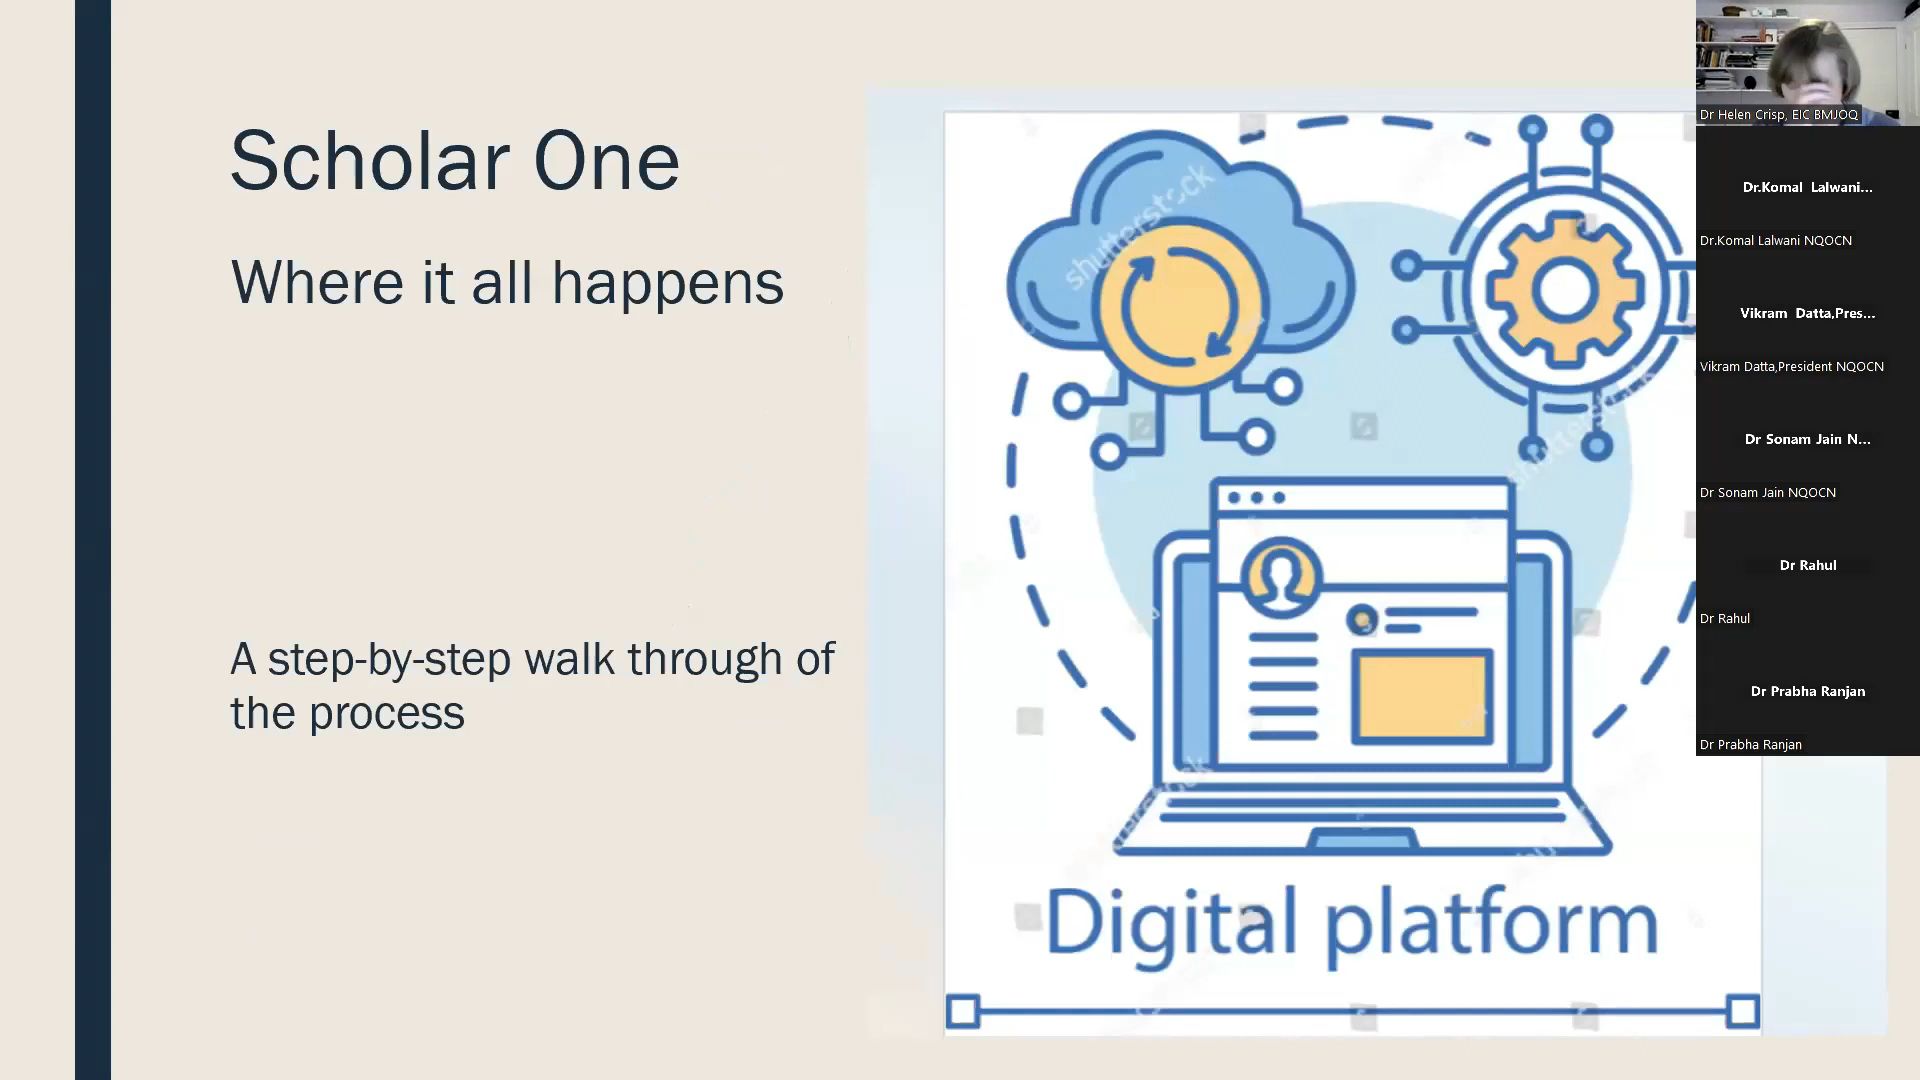 Scholar One
Where it all happens
A step-by-step walk through of
the process
shutterstock
shutterstock
Digital platform
Dr Helen Crisp, EIC BMJOQ
Dr.Komal Lalwani...
Dr.Komal Lalwani NQOCN
Vikram Datta,Pres...
Vikram Datta,President NQOCN
Dr Sonam Jain N...
Dr Sonam Jain NQOCN
Dr Rahul
Dr Rahul
Dr Prabha Ranjan
Dr Prabha Ranjan